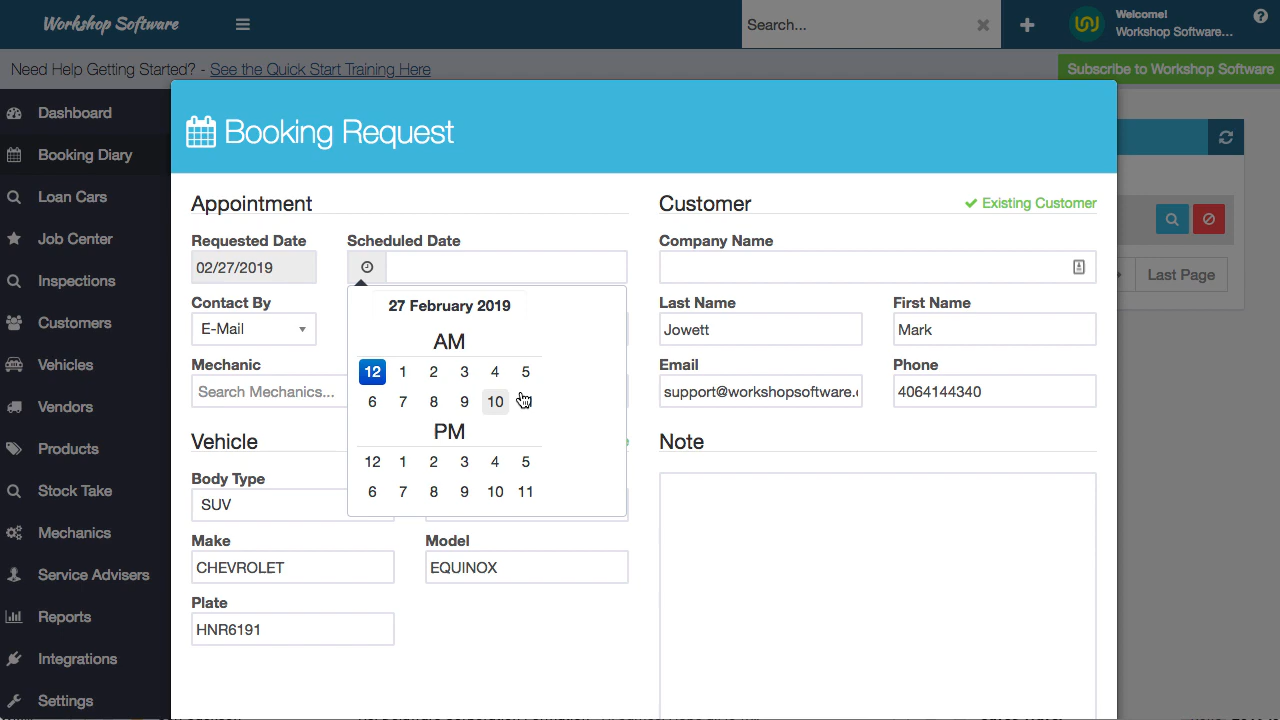 Workshop Software
Search...
Welcome!
Workshop Software...
Need Help Getting Started? - See the Quick Start Training Here
Subscribe to Workshop Software
Dashboard
Booking Diary
Loan Cars
Job Center
Inspections
Customers
Vehicles
Vendors
Products
Stock Take
Mechanics
Service Advisers
Reports
Integrations
Settings
Booking Request
Appointment
Requested Date
Scheduled Date
02/27/2019
Contact By
E-Mail
Mechanic
Search Mechanics...
27 February 2019
AM
12 1 2 3 4 5
6 7 8 9 10
PM
12 1 2 3 4 5
6 7 8 9 10 11
Vehicle
Body Type
SUV
Make
Model
CHEVROLET
EQUINOX
Plate
HNR6191
Customer
Existing Customer
Company Name
Last Name
First Name
Jowett
Mark
Email
Phone
support@workshopsoftware.
4064144340
Note
Last Page